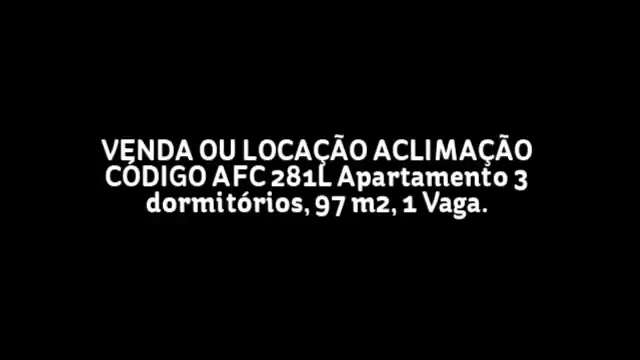 VENDA OU LOCAÇÃO ACLIMAÇÃO
CÓDIGO AFC 281L Apartamento 3
dormitórios, 97 m2, 1 Vaga.